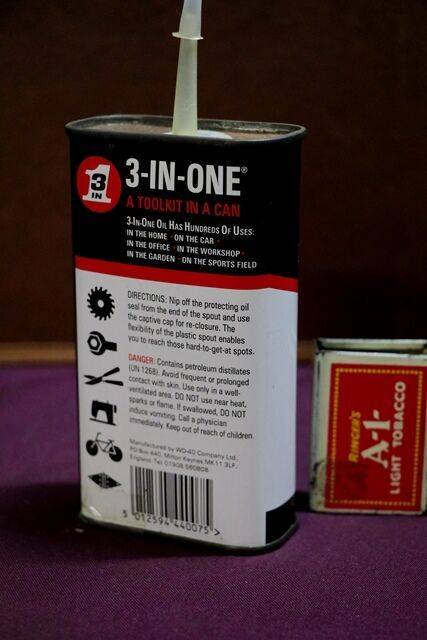 3
IN
1
3-IN-ONE®
A TOOLKIT IN A CAN
3-IN-ONE OIL HAS HUNDREDS OF USES:
IN THE HOME • ON THE CAR •
IN THE OFFICE • IN THE WORKSHOP •
IN THE GARDEN • ON THE SPORTS FIELD
DIRECTIONS: Nip off the protecting oil
seal from the end of the spout and use
the captive cap for re-closure. The
flexibility of the plastic spout enables
you to reach those hard-to-get-at spots.
DANGER: Contains petroleum distillates
(UN 1268). Avoid frequent or prolonged
contact with skin. Use only in a well-
ventilated area. DO NOT use near heat,
sparks or flame. If swallowed, DO NOT
induce vomiting. Call a physician
immediately. Keep out of reach of children.
Manufactured by WD-40 Company Ltd.,
PO Box 440, Milton Keynes MK11 3LF,
England. Tel: 01908 560808
5 012594 440075 >
RINGER'S
A-1-
LIGHT TOBACCO